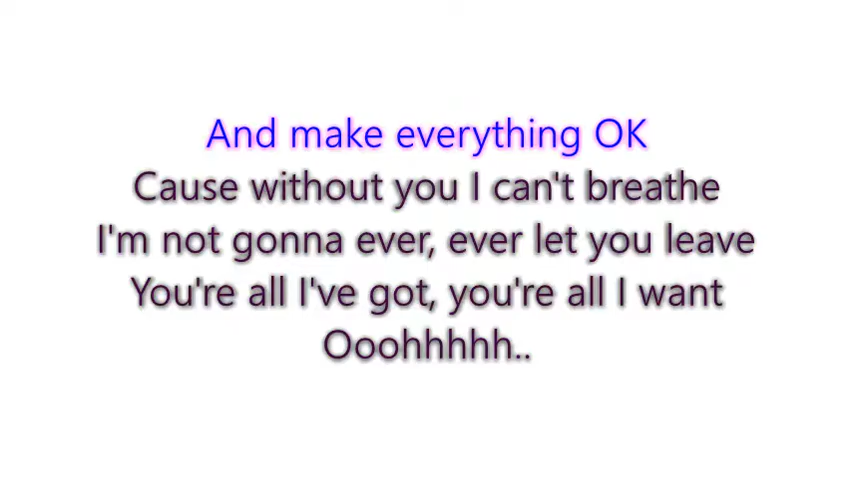 And make everything OK
Cause without you I can't breathe
I'm not gonna ever, ever let you leave
You're all I've got, you're all I want
Ooohhhhh..